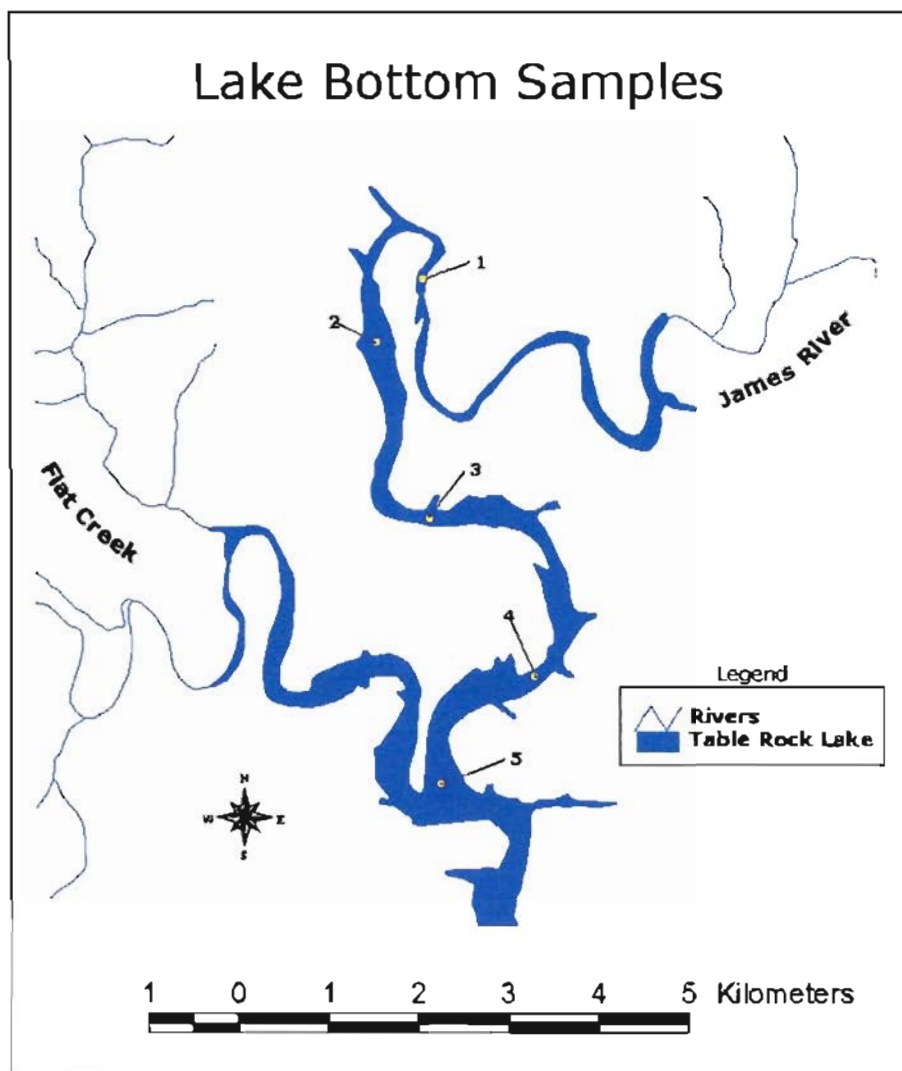 Lake Bottom Samples
1
2
3
4
5
James River
Flat Creek
Legend
Rivers
Table Rock Lake
N
W E
S
1 0 1 2 3 4 5 Kilometers